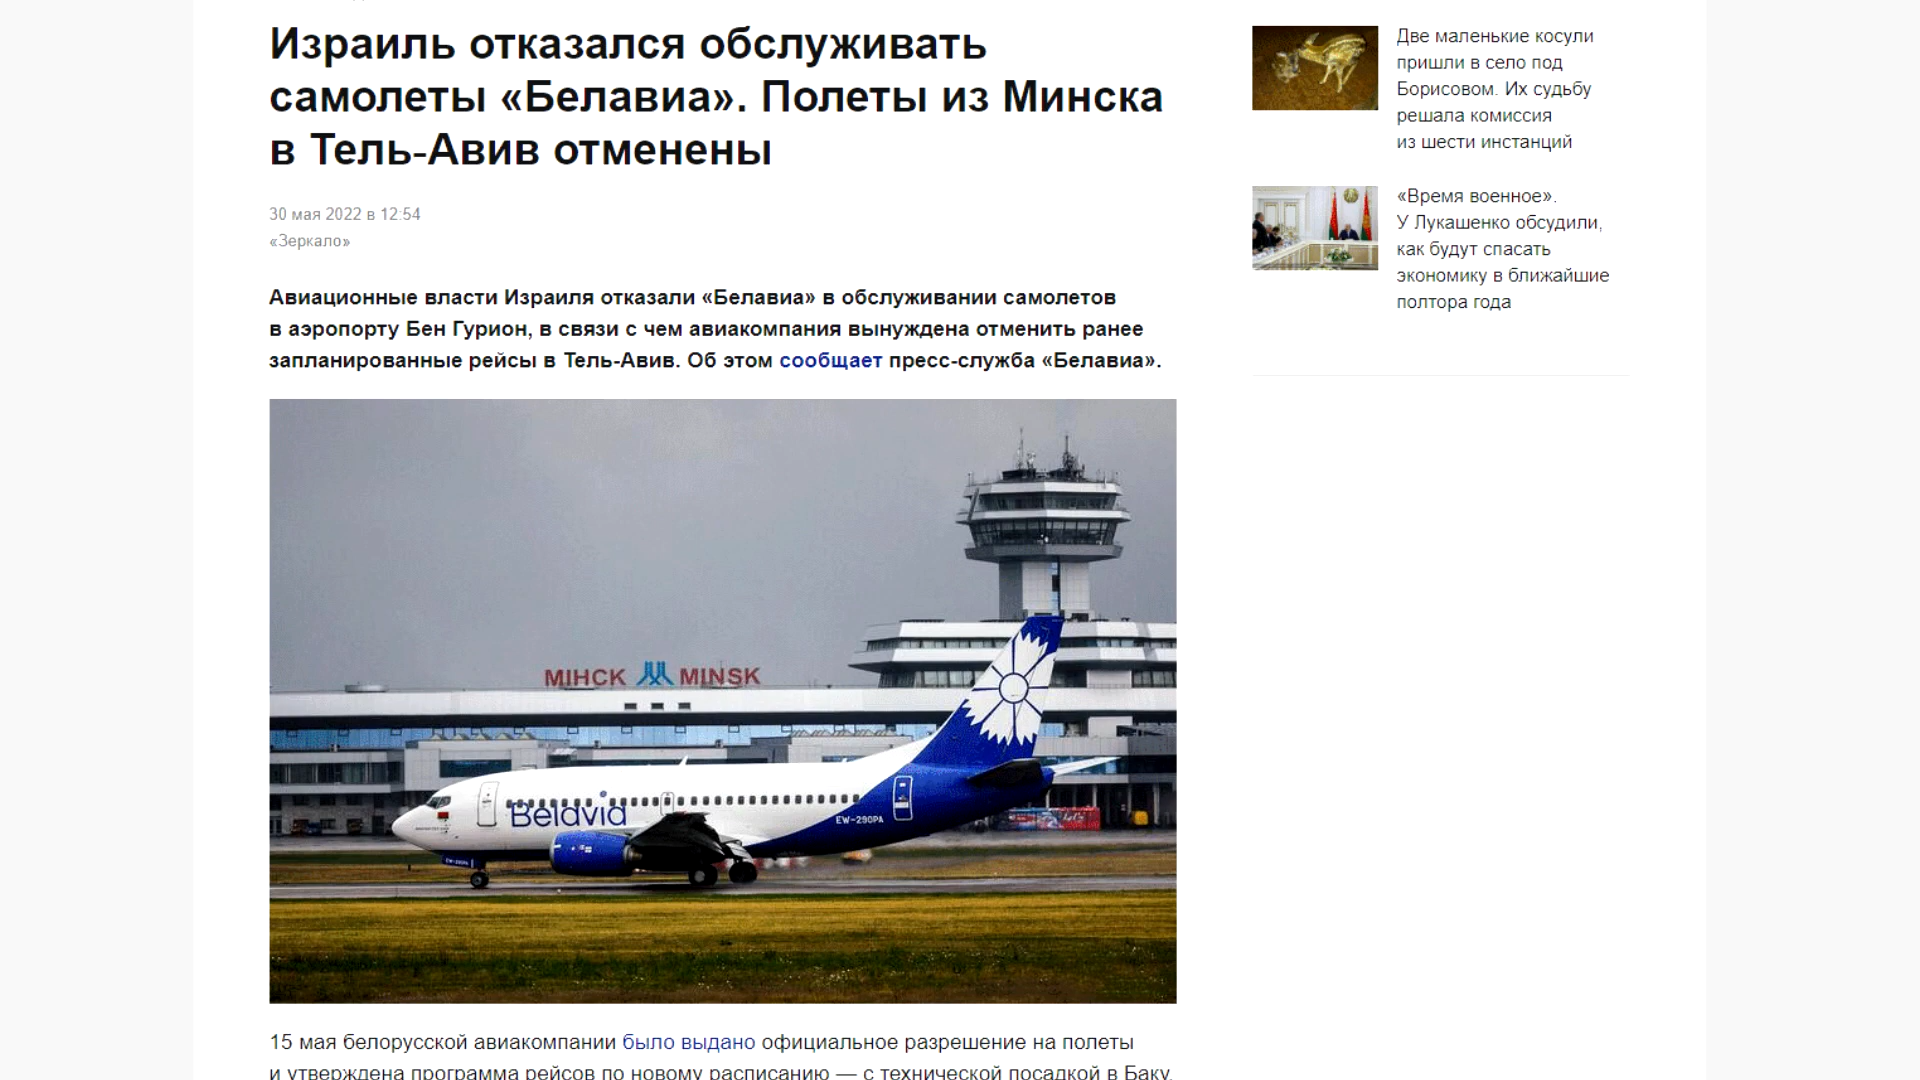 Израиль отказался обслуживать
самолеты «Белавиа». Полеты из Минска
в Тель-Авив отменены
30 мая 2022 в 12:54
«Зеркало»
Авиационные власти Израиля отказали «Белавиа» в обслуживании самолетов
в аэропорту Бен Гурион, в связи с чем авиакомпания вынуждена отменить ранее
запланированные рейсы в Тель-Авив. Об этом сообщает пресс-служба «Белавиа».
МІНСК MINSK
Belavia
EW-290PA
15 мая белорусской авиакомпании было выдано официальное разрешение на полеты
и утверждена программа рейсов по новому расписанию — с технической посадкой в Баку.
Две маленькие косули
пришли в село под
Борисовом. Их судьбу
решала комиссия
из шести инстанций
«Время военное».
У Лукашенко обсудили,
как будут спасать
экономику в ближайшие
полтора года